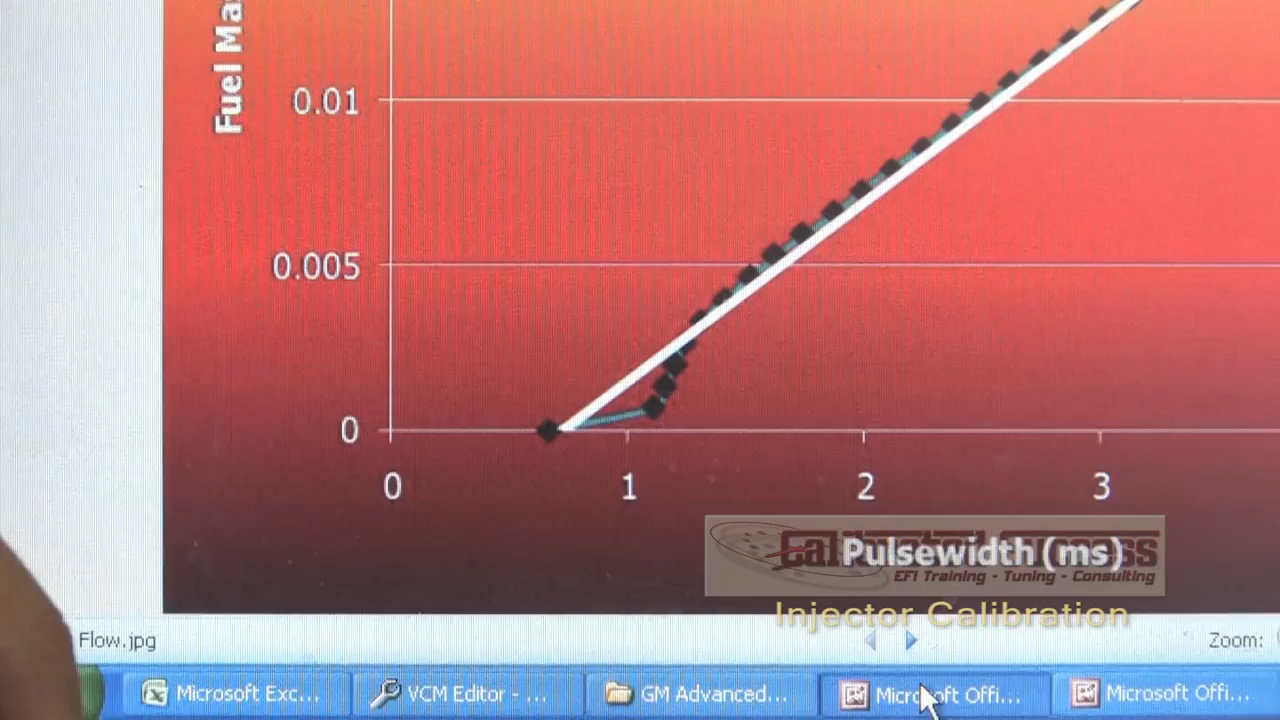 Fuel Ma
0.01
0.005
0
0
1
2
3
Pulsewidth (ms)
EFI Training - Tuning - Consulting
Injector Calibration
Flow.jpg
Zoom:
Microsoft Exc...
VCM Editor - ...
GM Advanced...
Microsoft Offi...
Microsoft Offi...